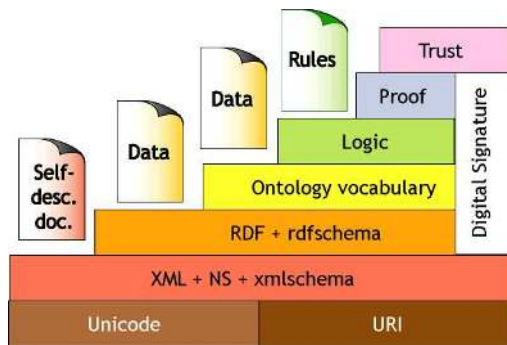 Trust
Rules
Proof
Data
Logic
Data
Ontology vocabulary
Digital Signature
Self-
desc.
doc.
RDF + rdfschema
XML + NS + xmlschema
Unicode
URI